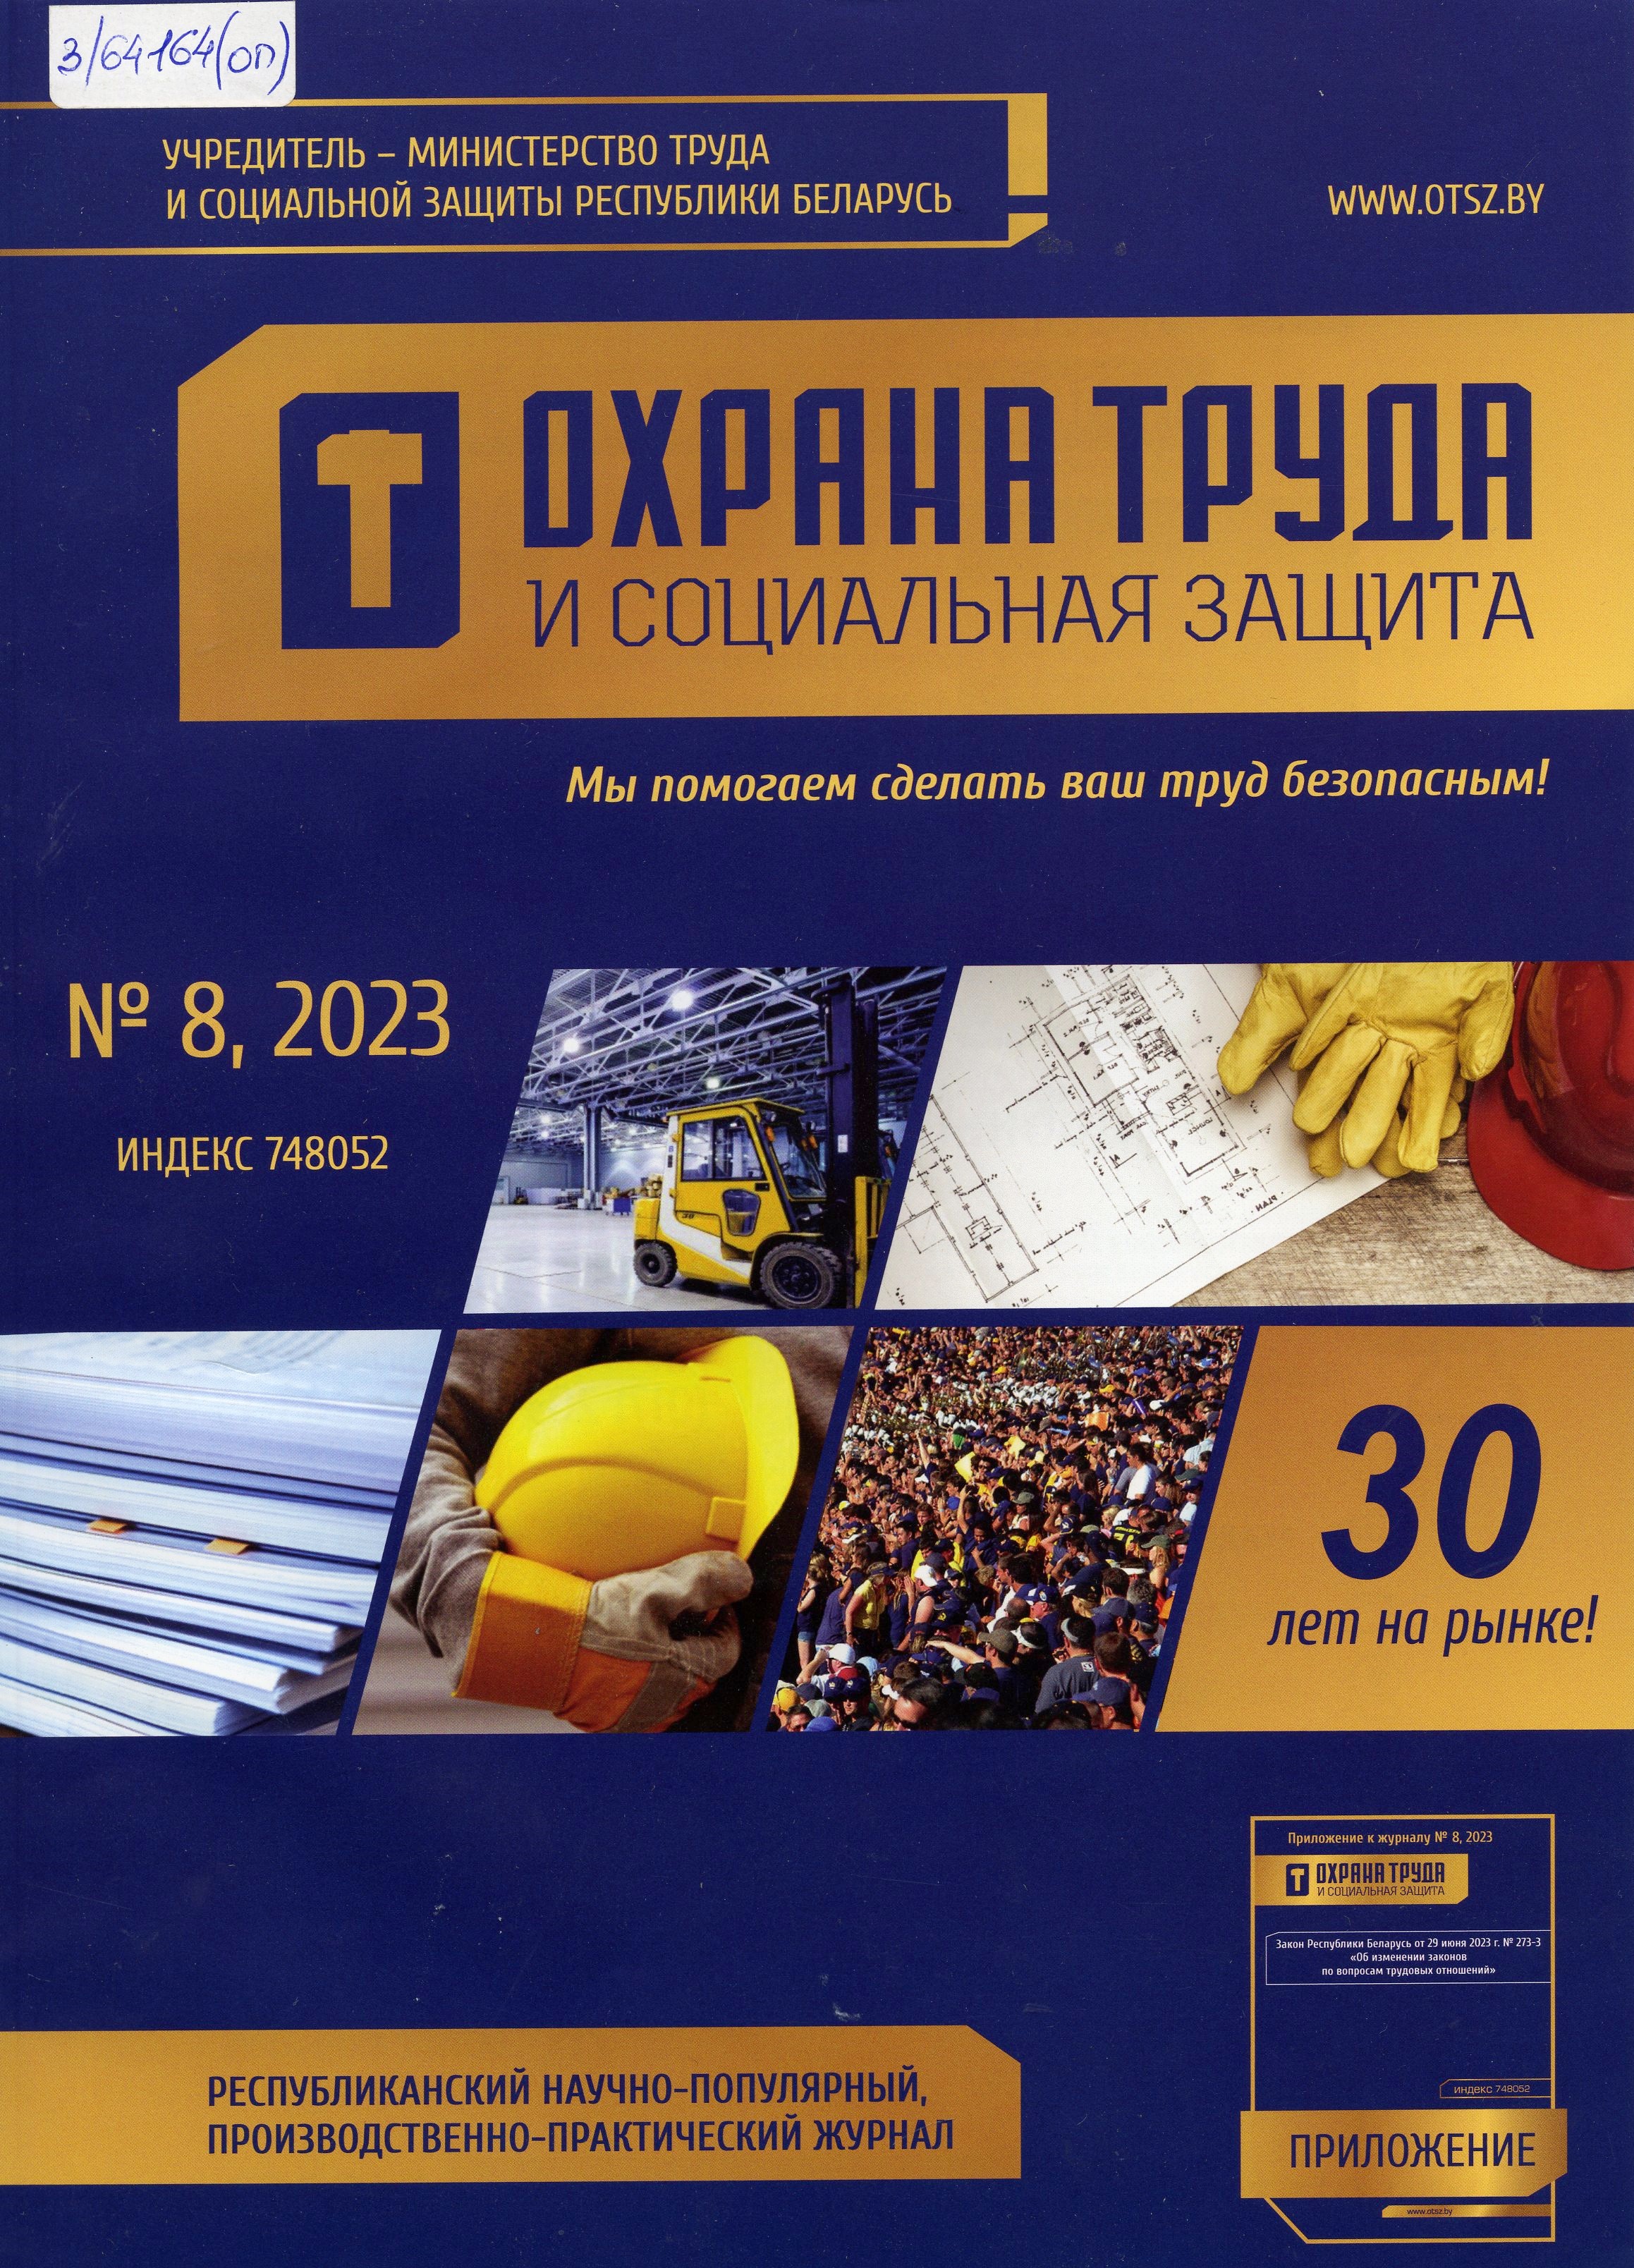 3/64164(оп)
УЧРЕДИТЕЛЬ – МИНИСТЕРСТВО ТРУДА
И СОЦИАЛЬНОЙ ЗАЩИТЫ РЕСПУБЛИКИ БЕЛАРУСЬ
WWW.OTSZ.BY
Т ОХРАНА ТРУДА
И СОЦИАЛЬНАЯ ЗАЩИТА
Мы помогаем сделать ваш труд безопасным!
№ 8, 2023
ИНДЕКС 748052
PLAN
30
лет на рынке!
Приложение к журналу № 8, 2023
Т ОХРАНА ТРУДА
И СОЦИАЛЬНАЯ ЗАЩИТА
Закон Республики Беларусь от 29 июня 2023 г. № 273-З
«Об изменении законов
по вопросам трудовых отношений»
индекс 748052
ПРИЛОЖЕНИЕ
www.otsz.by
РЕСПУБЛИКАНСКИЙ НАУЧНО-ПОПУЛЯРНЫЙ,
ПРОИЗВОДСТВЕННО-ПРАКТИЧЕСКИЙ ЖУРНАЛ